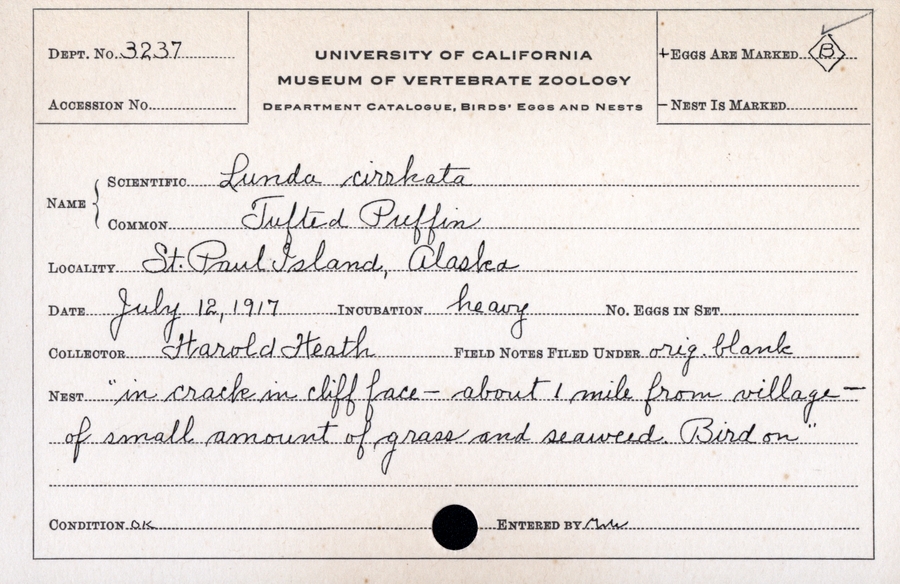 DEPT. NO. 3237
ACCESSION NO.
UNIVERSITY OF CALIFORNIA
MUSEUM OF VERTEBRATE ZOOLOGY
DEPARTMENT CATALOGUE, BIRDS' EGGS AND NESTS
+EGGS ARE MARKED B
-NEST IS MARKED
NAME
SCIENTIFIC Lunda cirrhata
COMMON Tufted Puffin
LOCALITY St. Paul Island, Alaska
DATE July 12, 1917 INCUBATION heavy NO. EGGS IN SET
COLLECTOR Harold Heath FIELD NOTES FILED UNDER orig. blank
NEST "in crack in cliff face — about 1 mile from village —
of small amount of grass and seaweed. Bird on"
CONDITION OK ENTERED BY